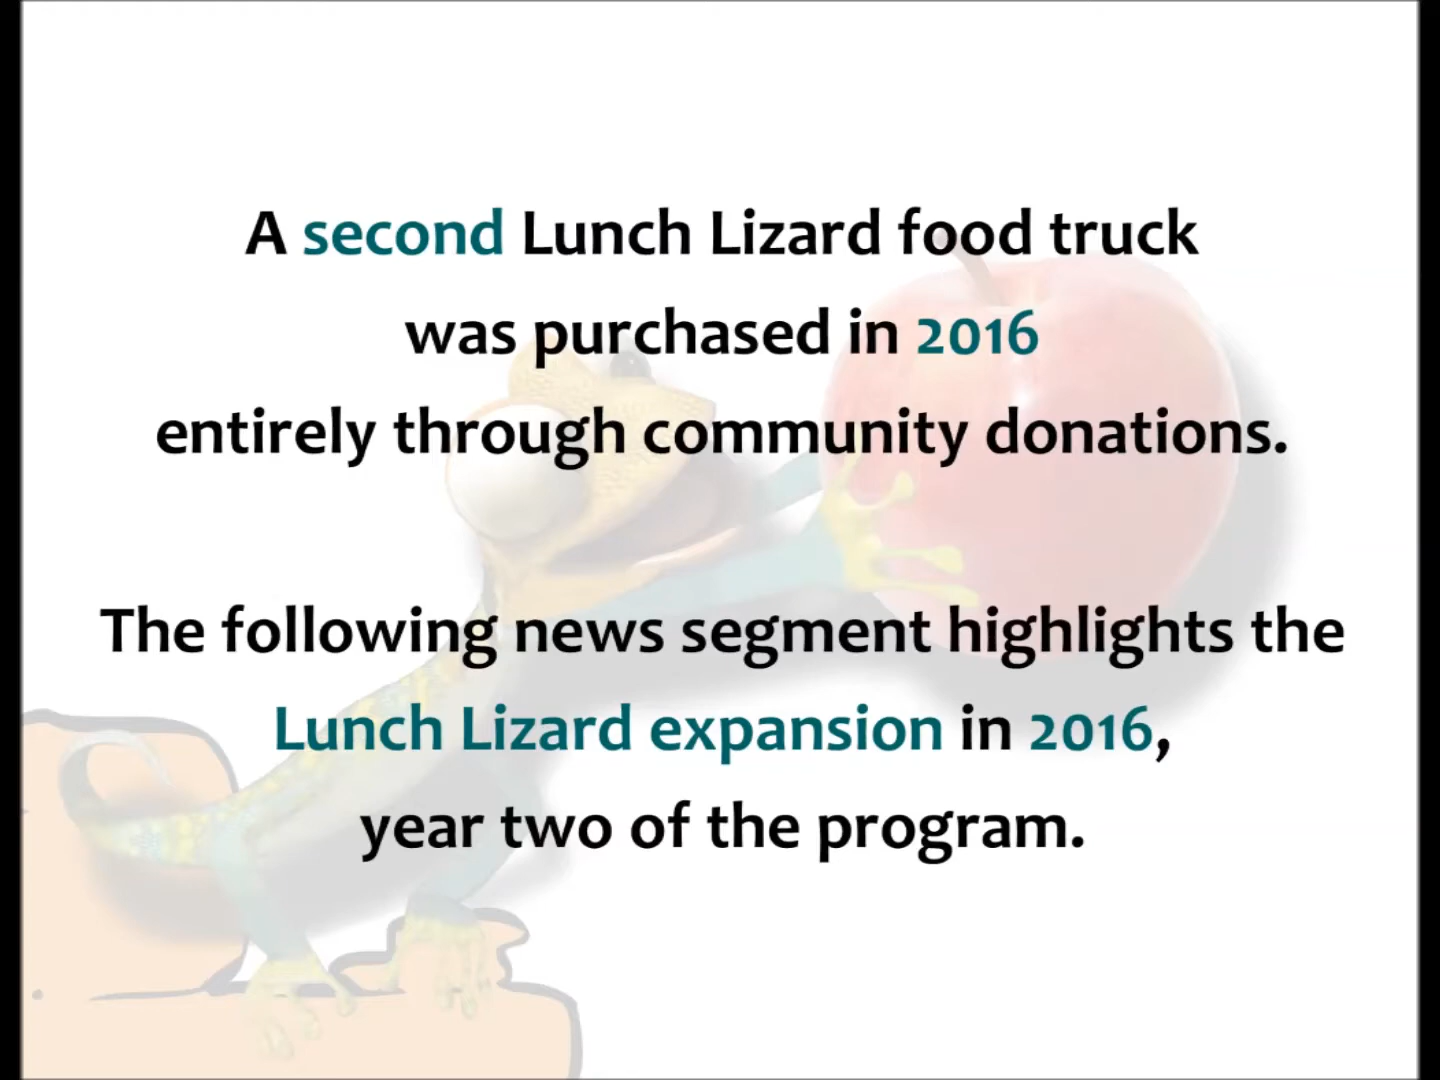 A second Lunch Lizard food truck
was purchased in 2016
entirely through community donations.
The following news segment highlights the
Lunch Lizard expansion in 2016,
year two of the program.